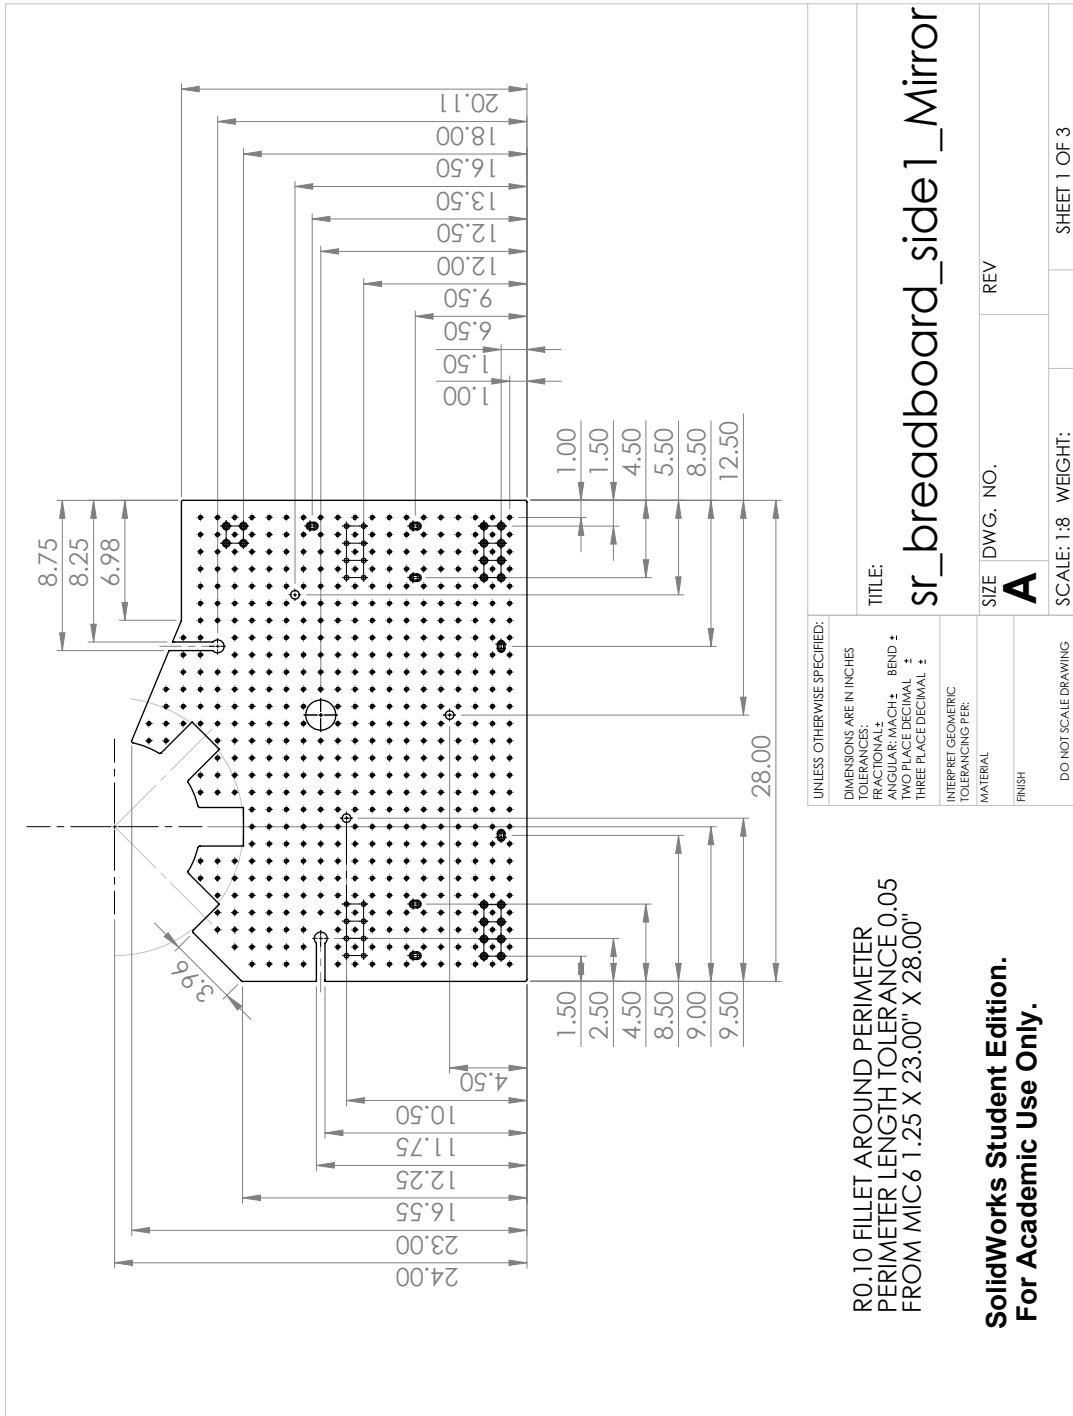 20.11
18.00
16.50
13.50
12.50
12.00
9.50
6.50
1.50
1.00
8.75
8.25
6.98
1.00
1.50
4.50
5.50
8.50
12.50
28.00
3.96
1.50
2.50
4.50
8.50
9.00
9.50
4.50
10.50
11.75
12.25
16.55
23.00
24.00
R0.10 FILLET AROUND PERIMETER
PERIMETER LENGTH TOLERANCE 0.05
FROM MIC6 1.25 X 23.00" X 28.00"
SolidWorks Student Edition.
For Academic Use Only.
UNLESS OTHERWISE SPECIFIED:
DIMENSIONS ARE IN INCHES
TOLERANCES:
FRACTIONAL±
ANGULAR: MACH± BEND ±
TWO PLACE DECIMAL ±
THREE PLACE DECIMAL ±
INTERPRET GEOMETRIC
TOLERANCING PER:
MATERIAL
FINISH
DO NOT SCALE DRAWING
TITLE:
sr_breadboard_side1_Mirror
SIZE DWG. NO. REV
A
SCALE: 1:8 WEIGHT: SHEET 1 OF 3